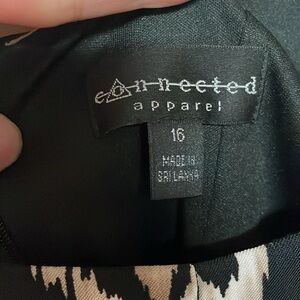 connected
apparel
16
MADE IN
SRI LANKA